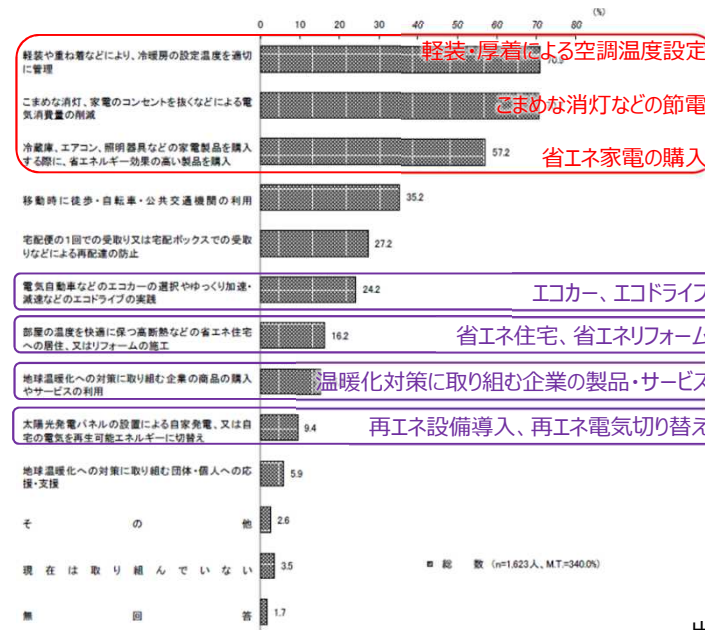 (%)
0 10 20 30 40 50 60 70 80
軽装や重ね着などにより、冷暖房の設定温度を適切
に管理
軽装・厚着による空調温度設定
こまめな消灯、家電のコンセントを抜くなどによる電
気消費量の削減
こまめな消灯などの節電
冷蔵庫、エアコン、照明器具などの家電製品を購入
する際に、省エネルギー効果の高い製品を購入
57.2
省エネ家電の購入
移動時に徒歩・自転車・公共交通機関の利用
35.2
宅配便の1回での受取り又は宅配ボックスでの受取
りなどによる再配達の防止
27.2
電気自動車などのエコカーの選択やゆっくり加速・
減速などのエコドライブの実践
24.2
エコカー、エコドライブ
部屋の温度を快適に保つ高断熱などの省エネ住宅
への居住、又はリフォームの施工
16.2
省エネ住宅、省エネリフォーム
地球温暖化への対策に取り組む企業の商品の購入
やサービスの利用
温暖化対策に取り組む企業の製品・サービス
太陽光発電パネルの設置による自家発電、又は自
宅の電気を再生可能エネルギーに切替え
9.4
再エネ設備導入、再エネ電気切り替え
地球温暖化への対策に取り組む団体・個人への応
援・支援
5.9
その他
2.6
現在は取り組んでいない
3.5
総数 (n=1,623人、M.T.=340.0%)
無回答
1.7